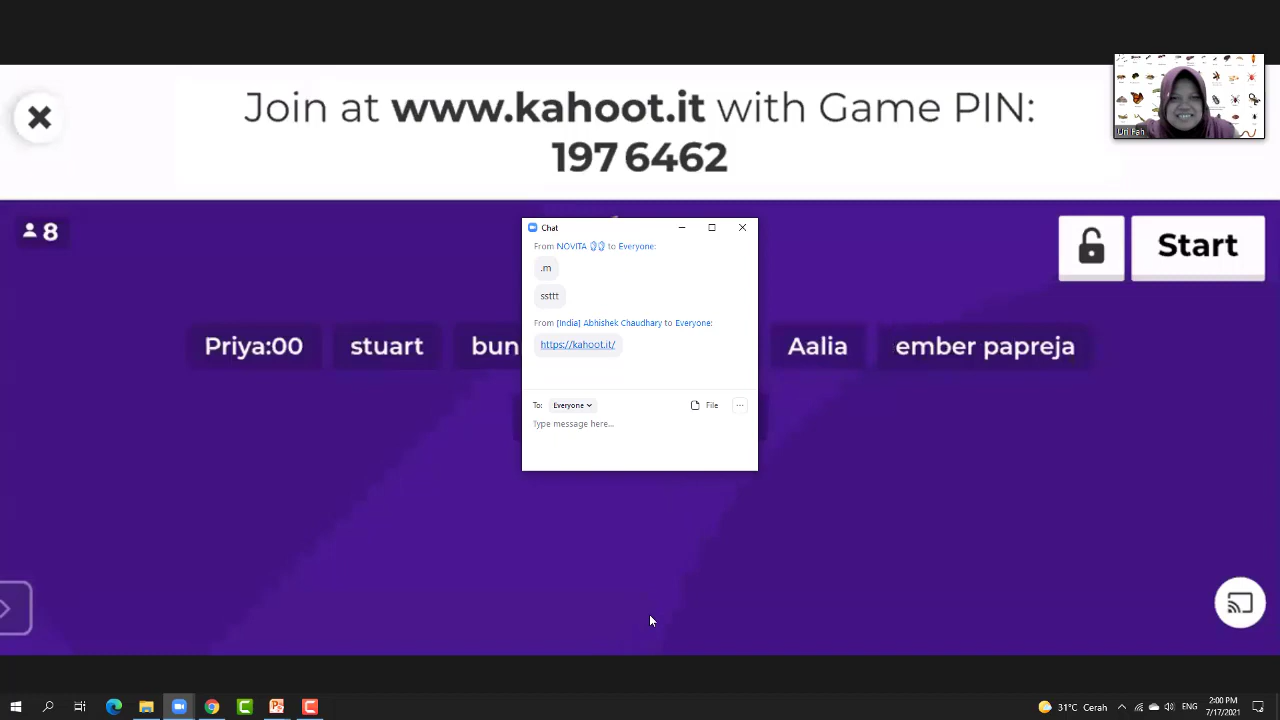 Join at www.kahoot.it with Game PIN:
197 6462
Uri Fah
8
Start
Chat
From NOVITA to Everyone:
.m
ssttt
From [India] Abhishek Chaudhary to Everyone:
https://kahoot.it/
Priya:00
stuart
bun
Aalia
ember papreja
To: Everyone
File
Type message here...
31°C Cerah
ENG
2:00 PM
7/17/2021